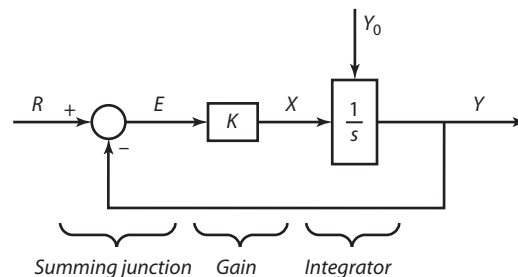 Y₀
R + E K X 1/s Y
−
Summing junction Gain Integrator